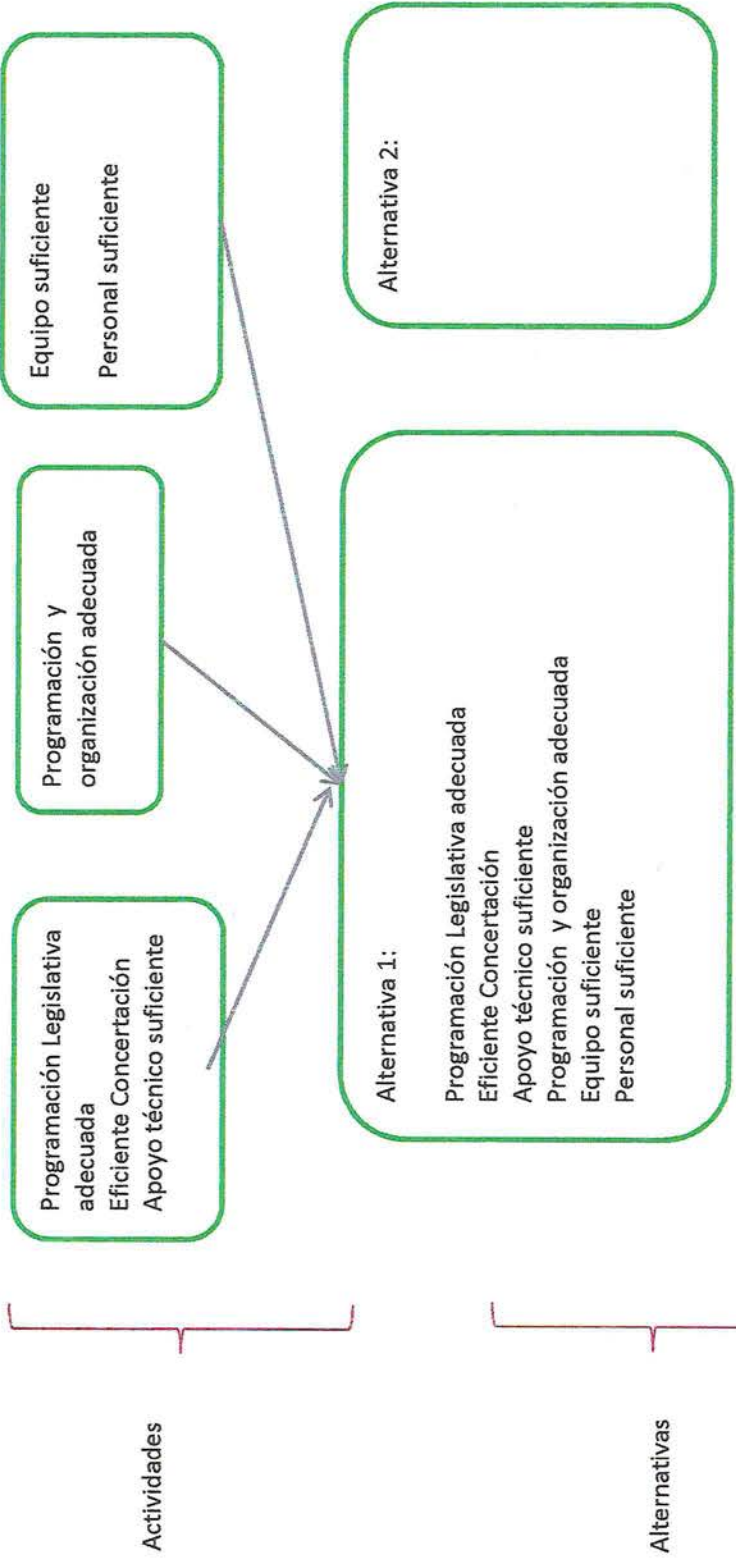 Actividades
Programación Legislativa
adecuada
Eficiente Concertación
Apoyo técnico suficiente
Programación y
organización adecuada
Equipo suficiente
Personal suficiente
Alternativas
Alternativa 1:
Programación Legislativa adecuada
Eficiente Concertación
Apoyo técnico suficiente
Programación y organización adecuada
Equipo suficiente
Personal suficiente
Alternativa 2: